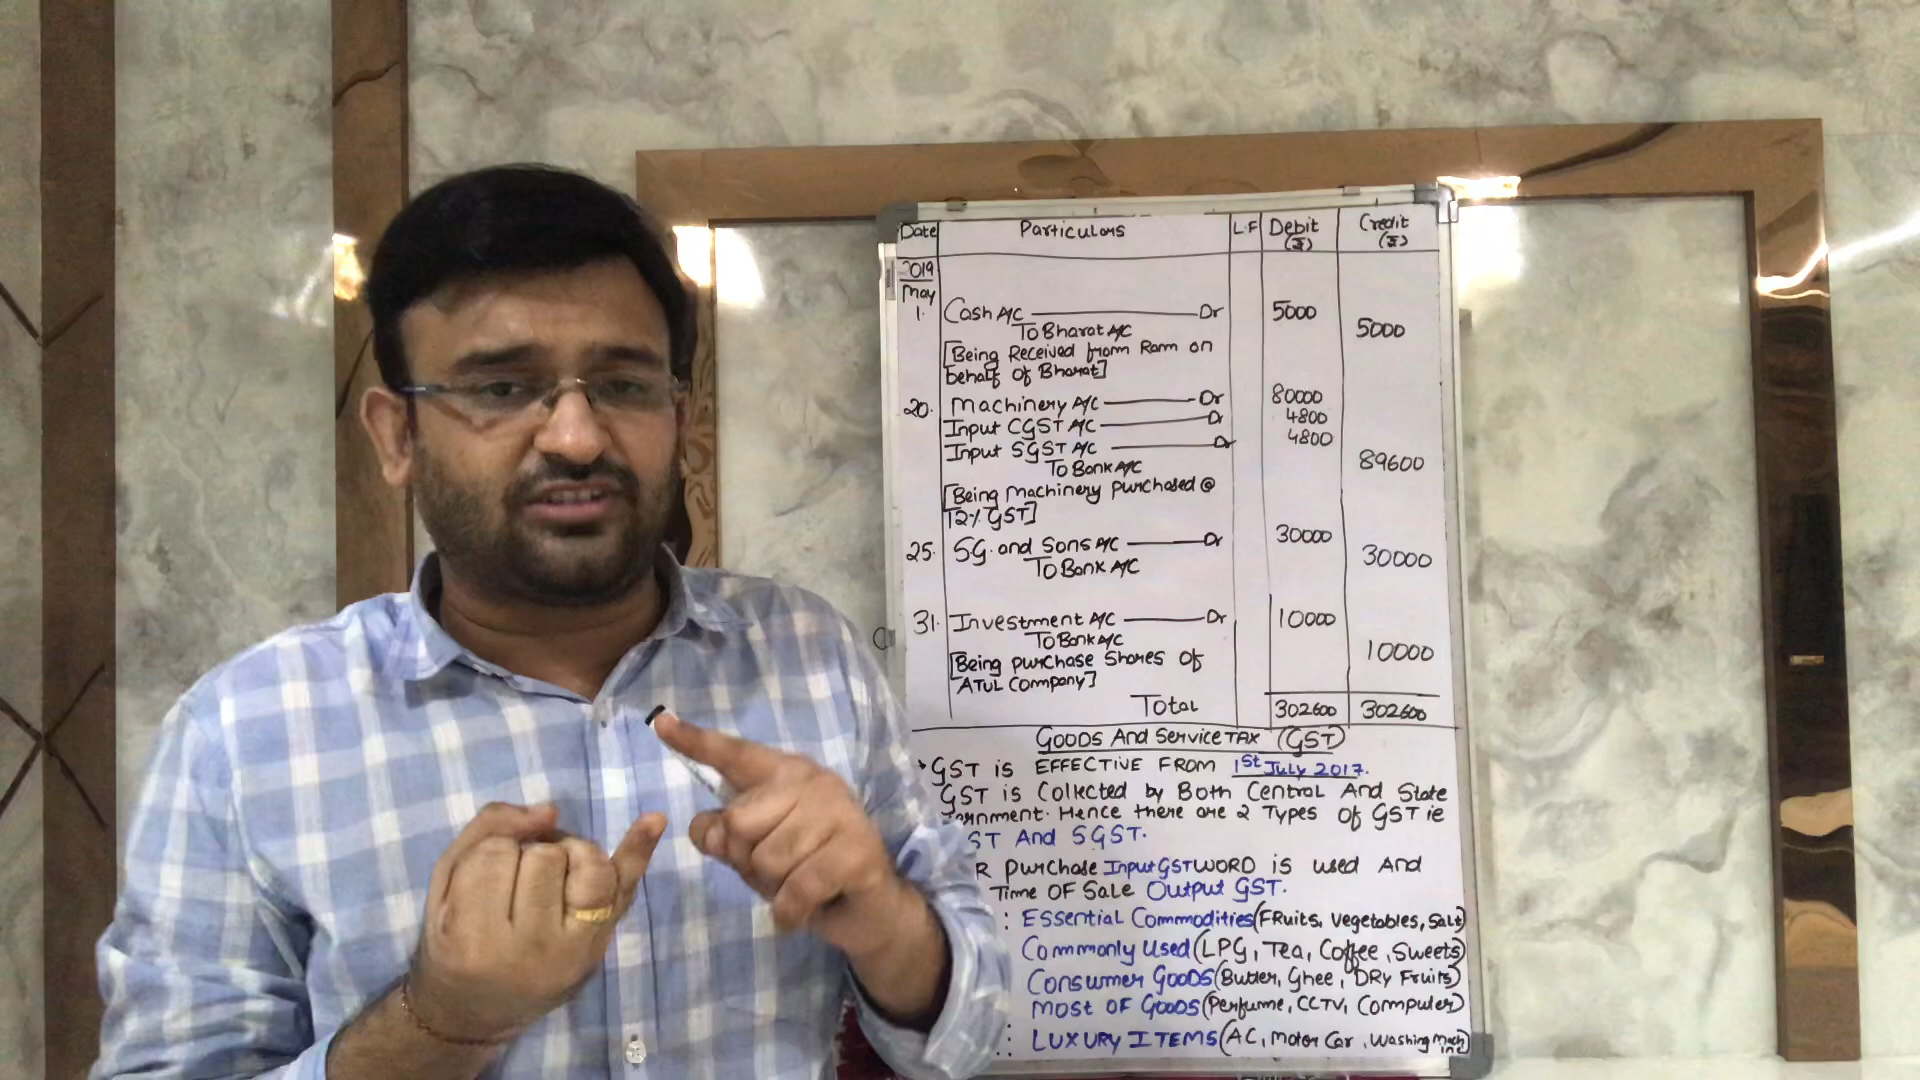 Date Particulars L.F Debit (₹) Credit (₹)
2019
May
1. Cash A/C Dr 5000
To Bharat A/C 5000
[Being Received from Ram on
behalf of Bharat]
20. Machinery A/C Dr 80000
Input CGST A/C Dr 4800
Input SGST A/C Dr 4800
To Bank A/C 89600
[Being Machinery purchased @
12% GST]
25. S.G. and Sons A/C Dr 30000
To Bank A/C 30000
31. Investment A/C Dr 10000
To Bank A/C 10000
[Being purchase Shares of
ATUL Company]
Total 302600 302600
GOODS And Service TAX (GST)
GST is EFFECTIVE FROM 1st July 2017.
GST is Collected by Both Central And State
ernment. Hence there are 2 Types Of GST ie
ST And SGST.
R Purchase Input GST WORD is used And
Time OF Sale Output GST.
: Essential Commodities (Fruits, Vegetables, Salt)
Commonly Used (LPG, Tea, Coffee, Sweets)
Consumer Goods (Butter, Ghee, DRy Fruits)
Most OF Goods (Perfume, CCTV, Computer)
: LUXURY ITEMS (AC, Motor Car, Washing Machine)